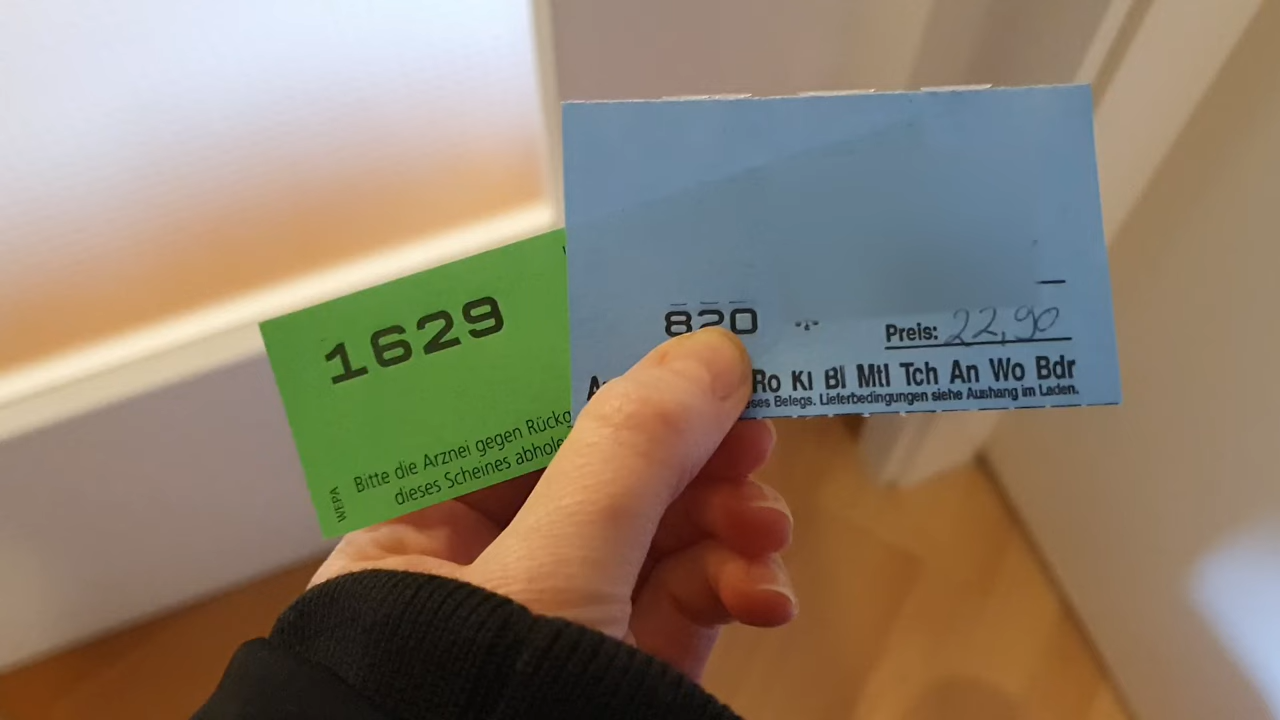 1629
Bitte die Arznei gegen Rückg
dieses Scheines abhole
WEPA
820
Preis: 22,90
Ro Ki Bl Mtl Tch An Wo Bdr
ses Belegs. Lieferbedingungen siehe Aushang im Laden.